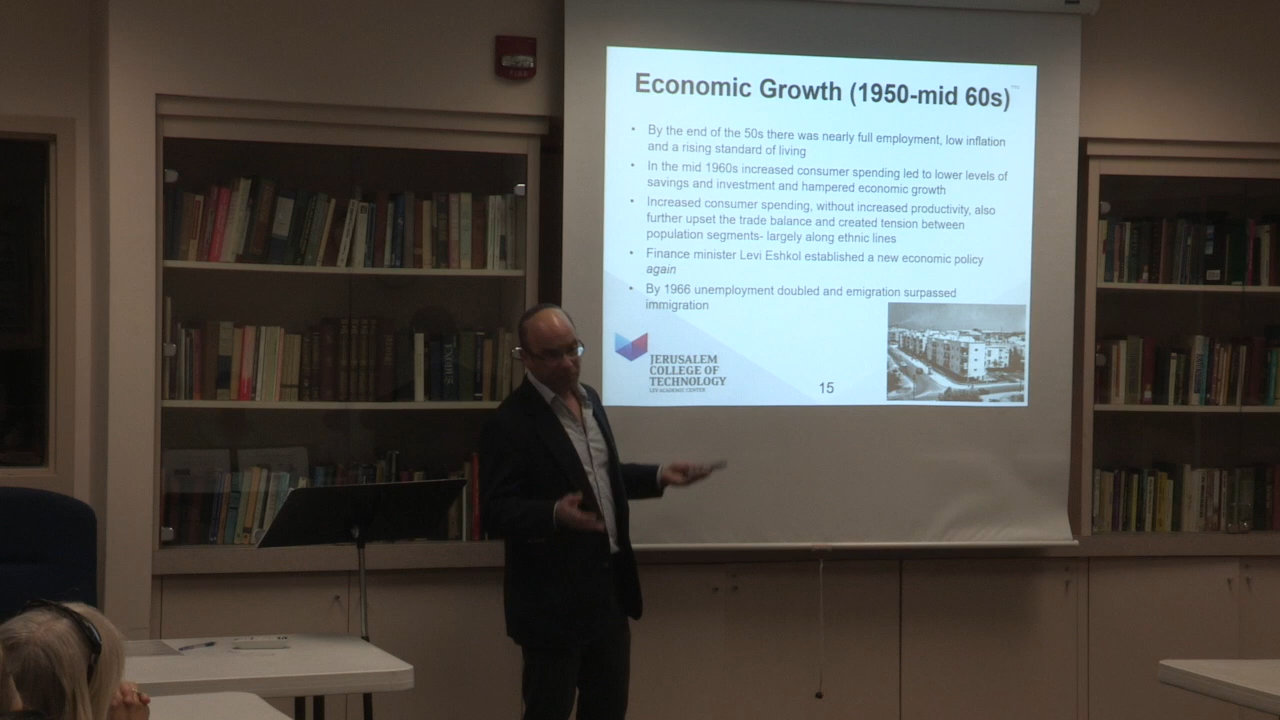 Economic Growth (1950-mid 60s)
• By the end of the 50s there was nearly full employment, low inflation
and a rising standard of living
• In the mid 1960s increased consumer spending led to lower levels of
savings and investment and hampered economic growth
• Increased consumer spending, without increased productivity, also
further upset the trade balance and created tension between
population segments- largely along ethnic lines
• Finance minister Levi Eshkol established a new economic policy
again
• By 1966 unemployment doubled and emigration surpassed
immigration
JERUSALEM
COLLEGE OF
TECHNOLOGY
LEV ACADEMIC CENTER
15
FIRE